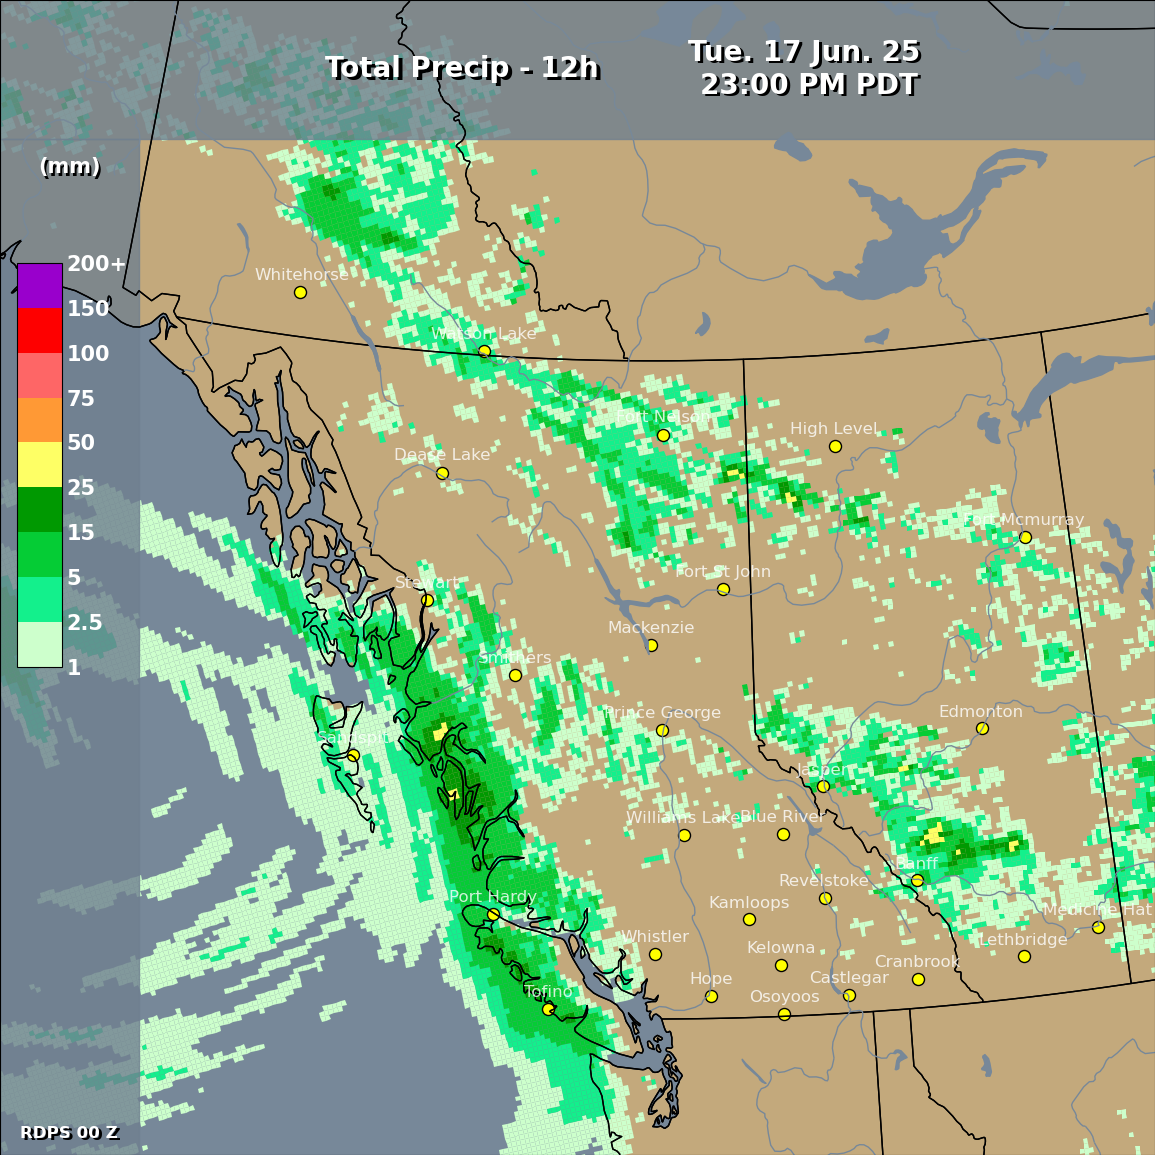 Total Precip - 12h
Tue. 17 Jun. 25
23:00 PM PDT
(mm)
200+
150
100
75
50
25
15
5
2.5
1
Whitehorse
Watson Lake
Fort Nelson
High Level
Dease Lake
Fort Mcmurray
Stewart
Fort St John
Mackenzie
Smithers
Prince George
Edmonton
Sandspit
Jasper
Williams Lake
Blue River
Banff
Revelstoke
Port Hardy
Kamloops
Medicine Hat
Whistler
Kelowna
Lethbridge
Cranbrook
Hope
Castlegar
Tofino
Osoyoos
RDPS 00 Z